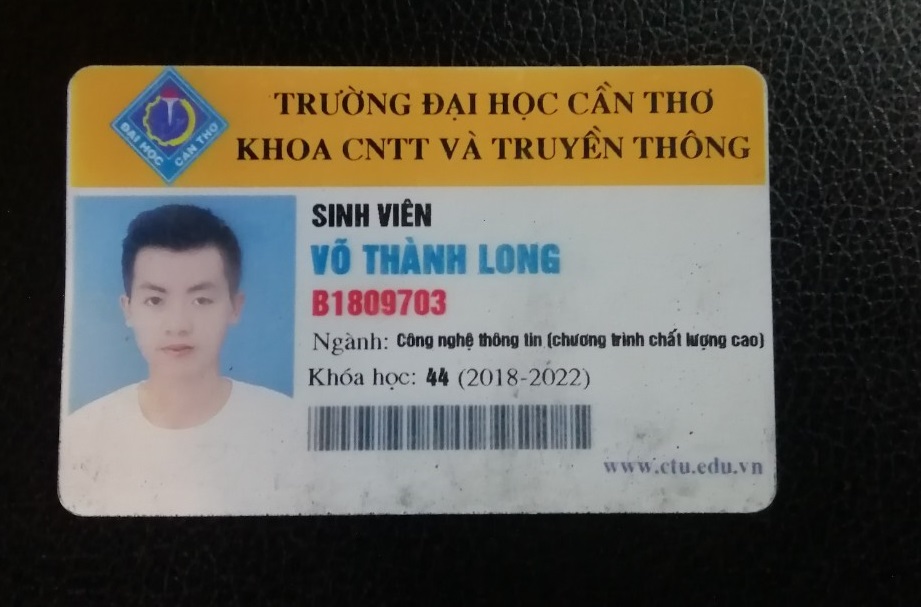 TRƯỜNG ĐẠI HỌC CẦN THƠ
KHOA CNTT VÀ TRUYỀN THÔNG
ĐẠI HỌC CẦN THƠ
SINH VIÊN
VÕ THÀNH LONG
B1809703
Ngành: Công nghệ thông tin (chương trình chất lượng cao)
Khóa học: 44 (2018-2022)
www.ctu.edu.vn